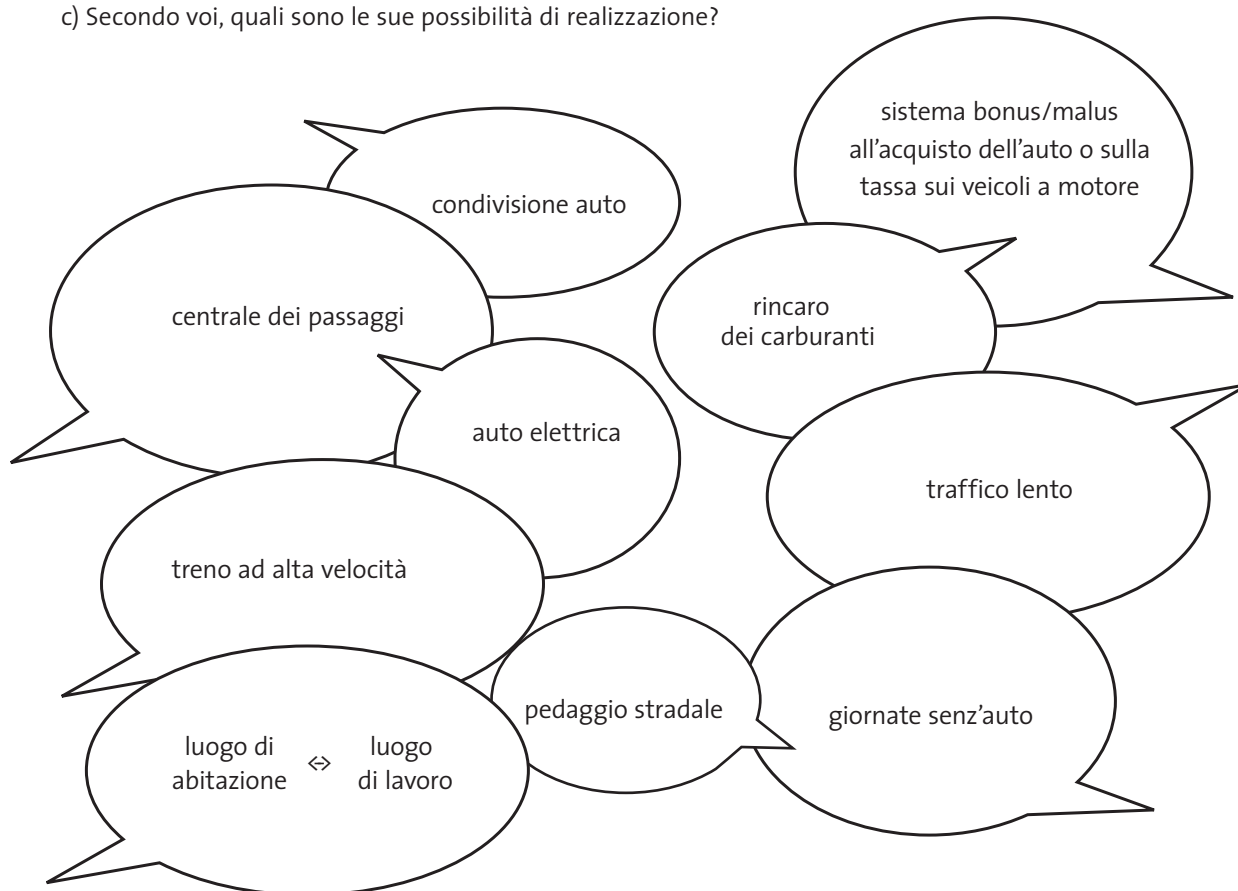 c) Secondo voi, quali sono le sue possibilità di realizzazione?
sistema bonus/malus
all'acquisto dell'auto o sulla
tassa sui veicoli a motore
condivisione auto
centrale dei passaggi
rincaro
dei carburanti
auto elettrica
traffico lento
treno ad alta velocità
pedaggio stradale
giornate senz'auto
luogo di
abitazione
<->
luogo
di lavoro